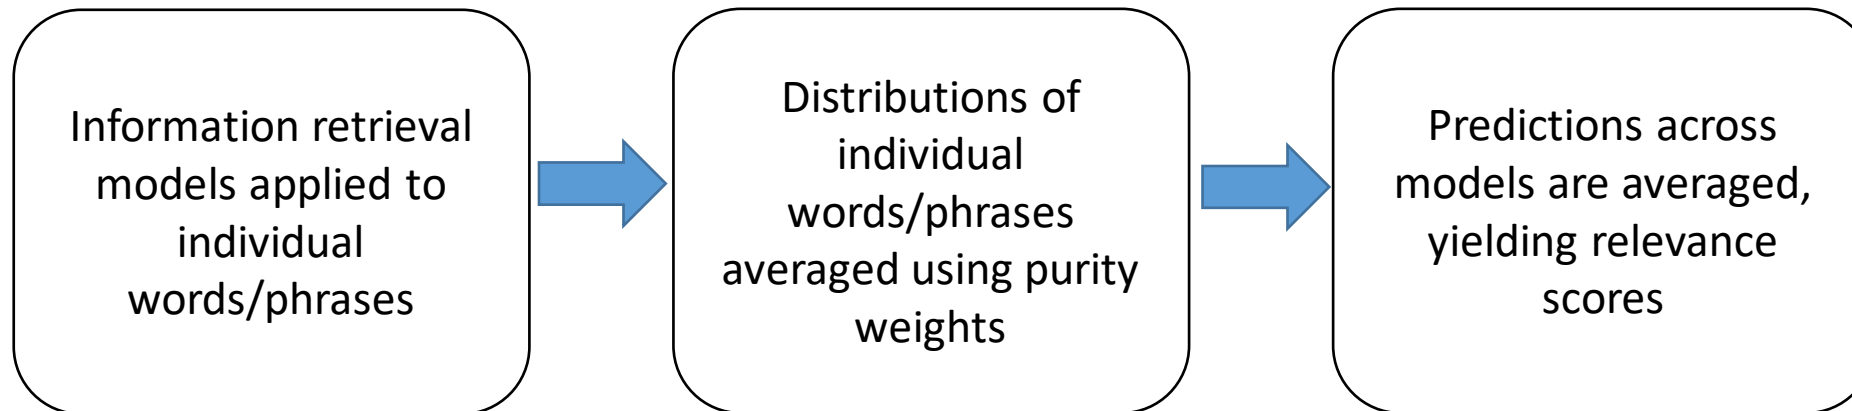 Information retrieval
models applied to
individual
words/phrases
Distributions of
individual
words/phrases
averaged using purity
weights
Predictions across
models are averaged,
yielding relevance
scores